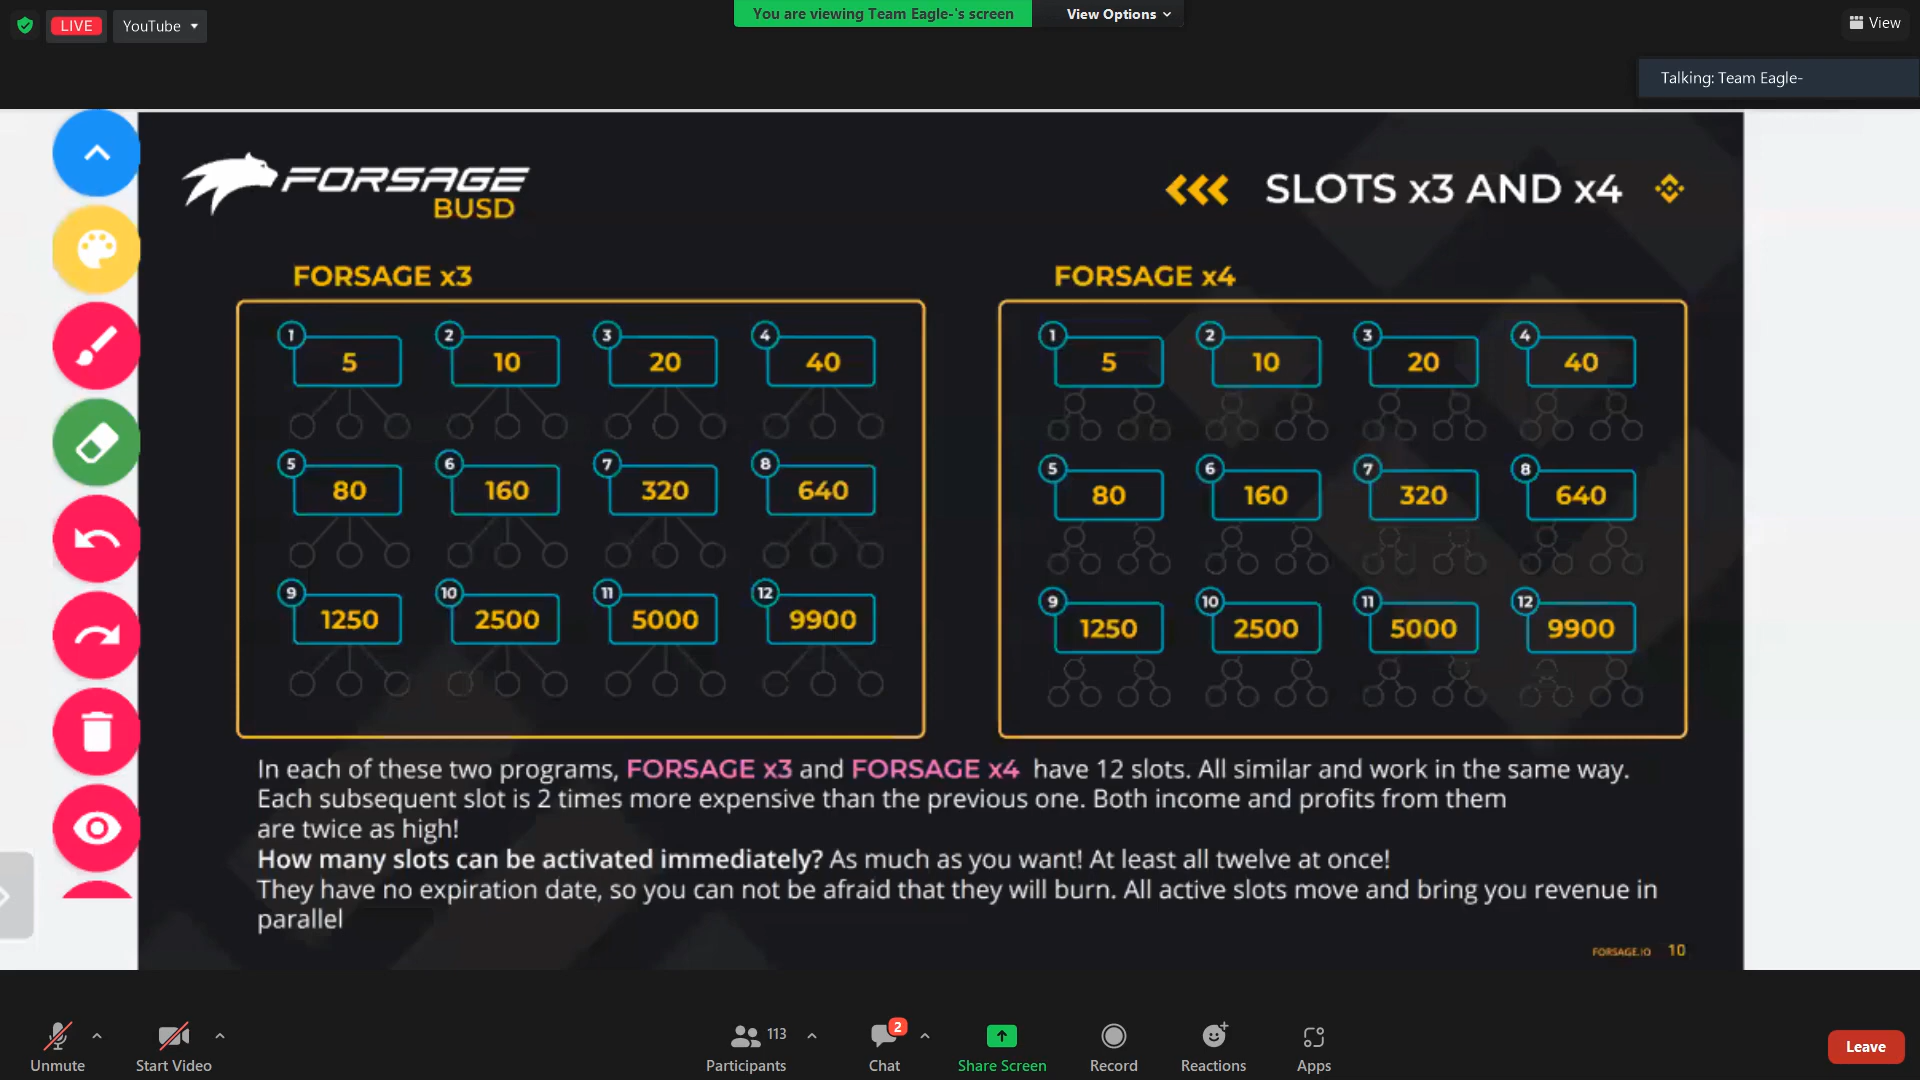 LIVE
YouTube
You are viewing Team Eagle-'s screen
View Options
View
Talking: Team Eagle-
FORSAGE
BUSD
SLOTS x3 AND x4
FORSAGE x3
1 5
2 10
3 20
4 40
5 80
6 160
7 320
8 640
9 1250
10 2500
11 5000
12 9900
FORSAGE x4
1 5
2 10
3 20
4 40
5 80
6 160
7 320
8 640
9 1250
10 2500
11 5000
12 9900
In each of these two programs, FORSAGE x3 and FORSAGE x4 have 12 slots. All similar and work in the same way.
Each subsequent slot is 2 times more expensive than the previous one. Both income and profits from them
are twice as high!
How many slots can be activated immediately? As much as you want! At least all twelve at once!
They have no expiration date, so you can not be afraid that they will burn. All active slots move and bring you revenue in
parallel
FORSAGE.IO 10
Unmute
Start Video
113
Participants
2
Chat
Share Screen
Record
Reactions
Apps
Leave